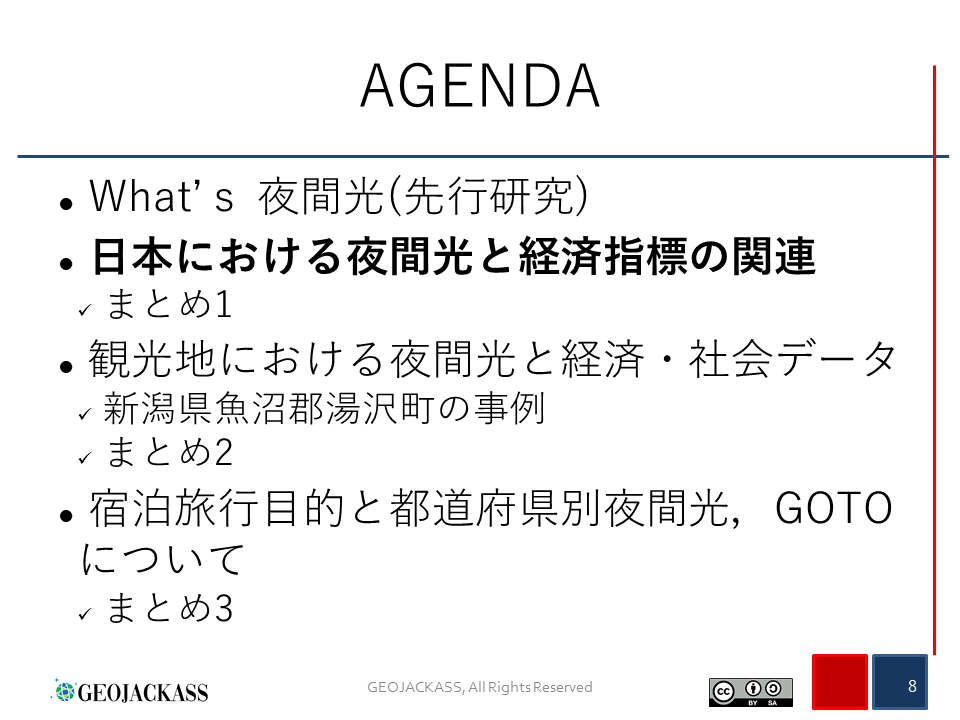 AGENDA
What's 夜間光(先行研究)
日本における夜間光と経済指標の関連
まとめ1
観光地における夜間光と経済・社会データ
新潟県魚沼郡湯沢町の事例
まとめ2
宿泊旅行目的と都道府県別夜間光，GOTO
について
まとめ3
GEOJACKASS
GEOJACKASS, All Rights Reserved
cc BY SA
8